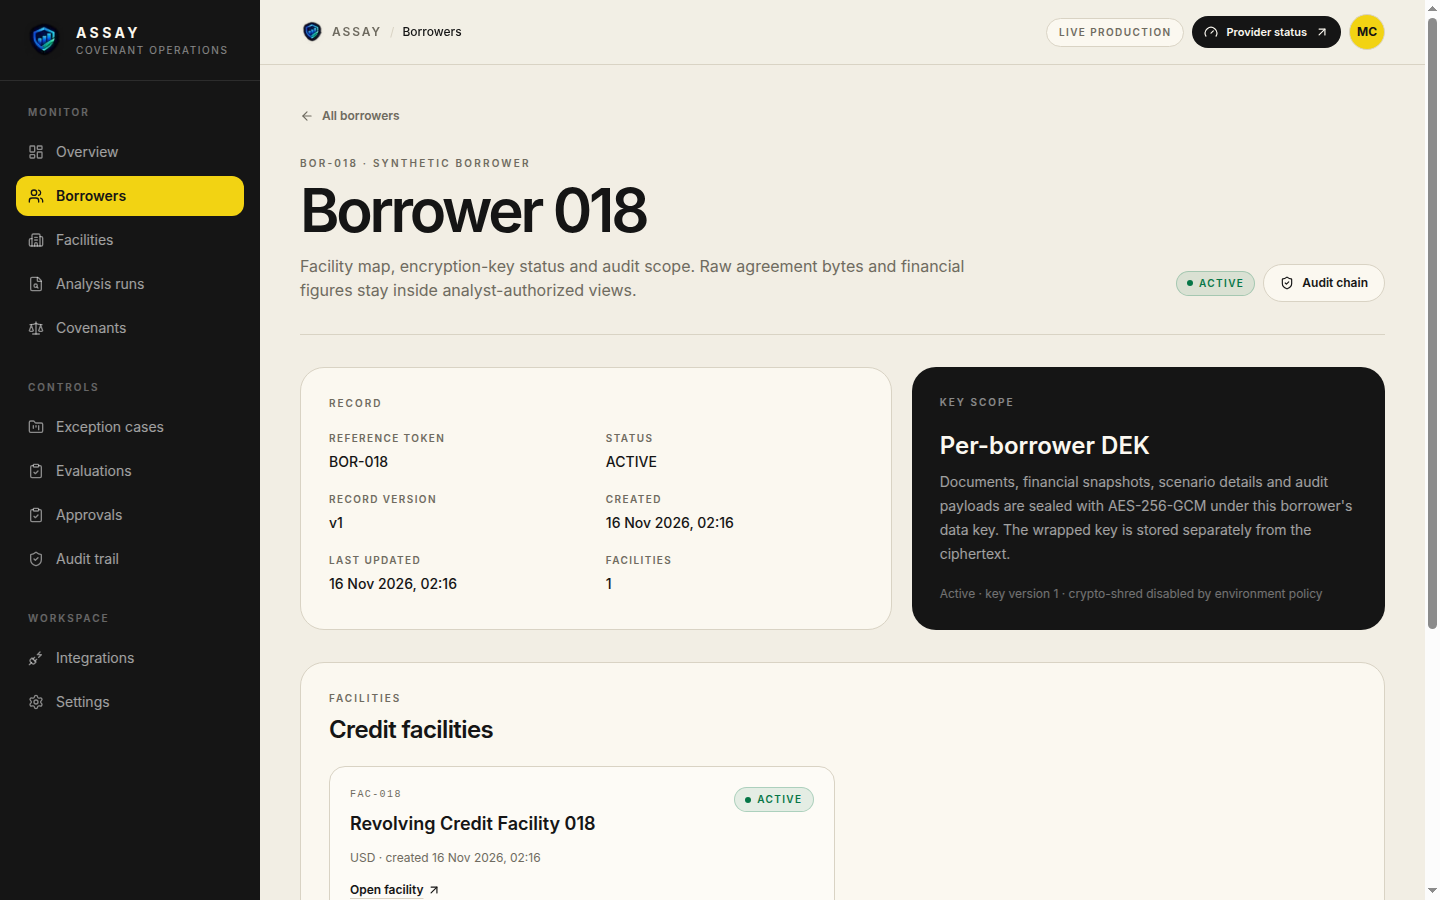 ASSAY
COVENANT OPERATIONS
MONITOR
Overview
Borrowers
Facilities
Analysis runs
Covenants
CONTROLS
Exception cases
Evaluations
Approvals
Audit trail
WORKSPACE
Integrations
Settings
ASSAY / Borrowers
LIVE PRODUCTION
Provider status
MC
All borrowers
BOR-018 · SYNTHETIC BORROWER
Borrower 018
Facility map, encryption-key status and audit scope. Raw agreement bytes and financial
figures stay inside analyst-authorized views.
ACTIVE
Audit chain
RECORD
REFERENCE TOKEN
BOR-018
STATUS
ACTIVE
RECORD VERSION
v1
CREATED
16 Nov 2026, 02:16
LAST UPDATED
16 Nov 2026, 02:16
FACILITIES
1
KEY SCOPE
Per-borrower DEK
Documents, financial snapshots, scenario details and audit
payloads are sealed with AES-256-GCM under this borrower's
data key. The wrapped key is stored separately from the
ciphertext.
Active · key version 1 · crypto-shred disabled by environment policy
FACILITIES
Credit facilities
FAC-018
ACTIVE
Revolving Credit Facility 018
USD · created 16 Nov 2026, 02:16
Open facility